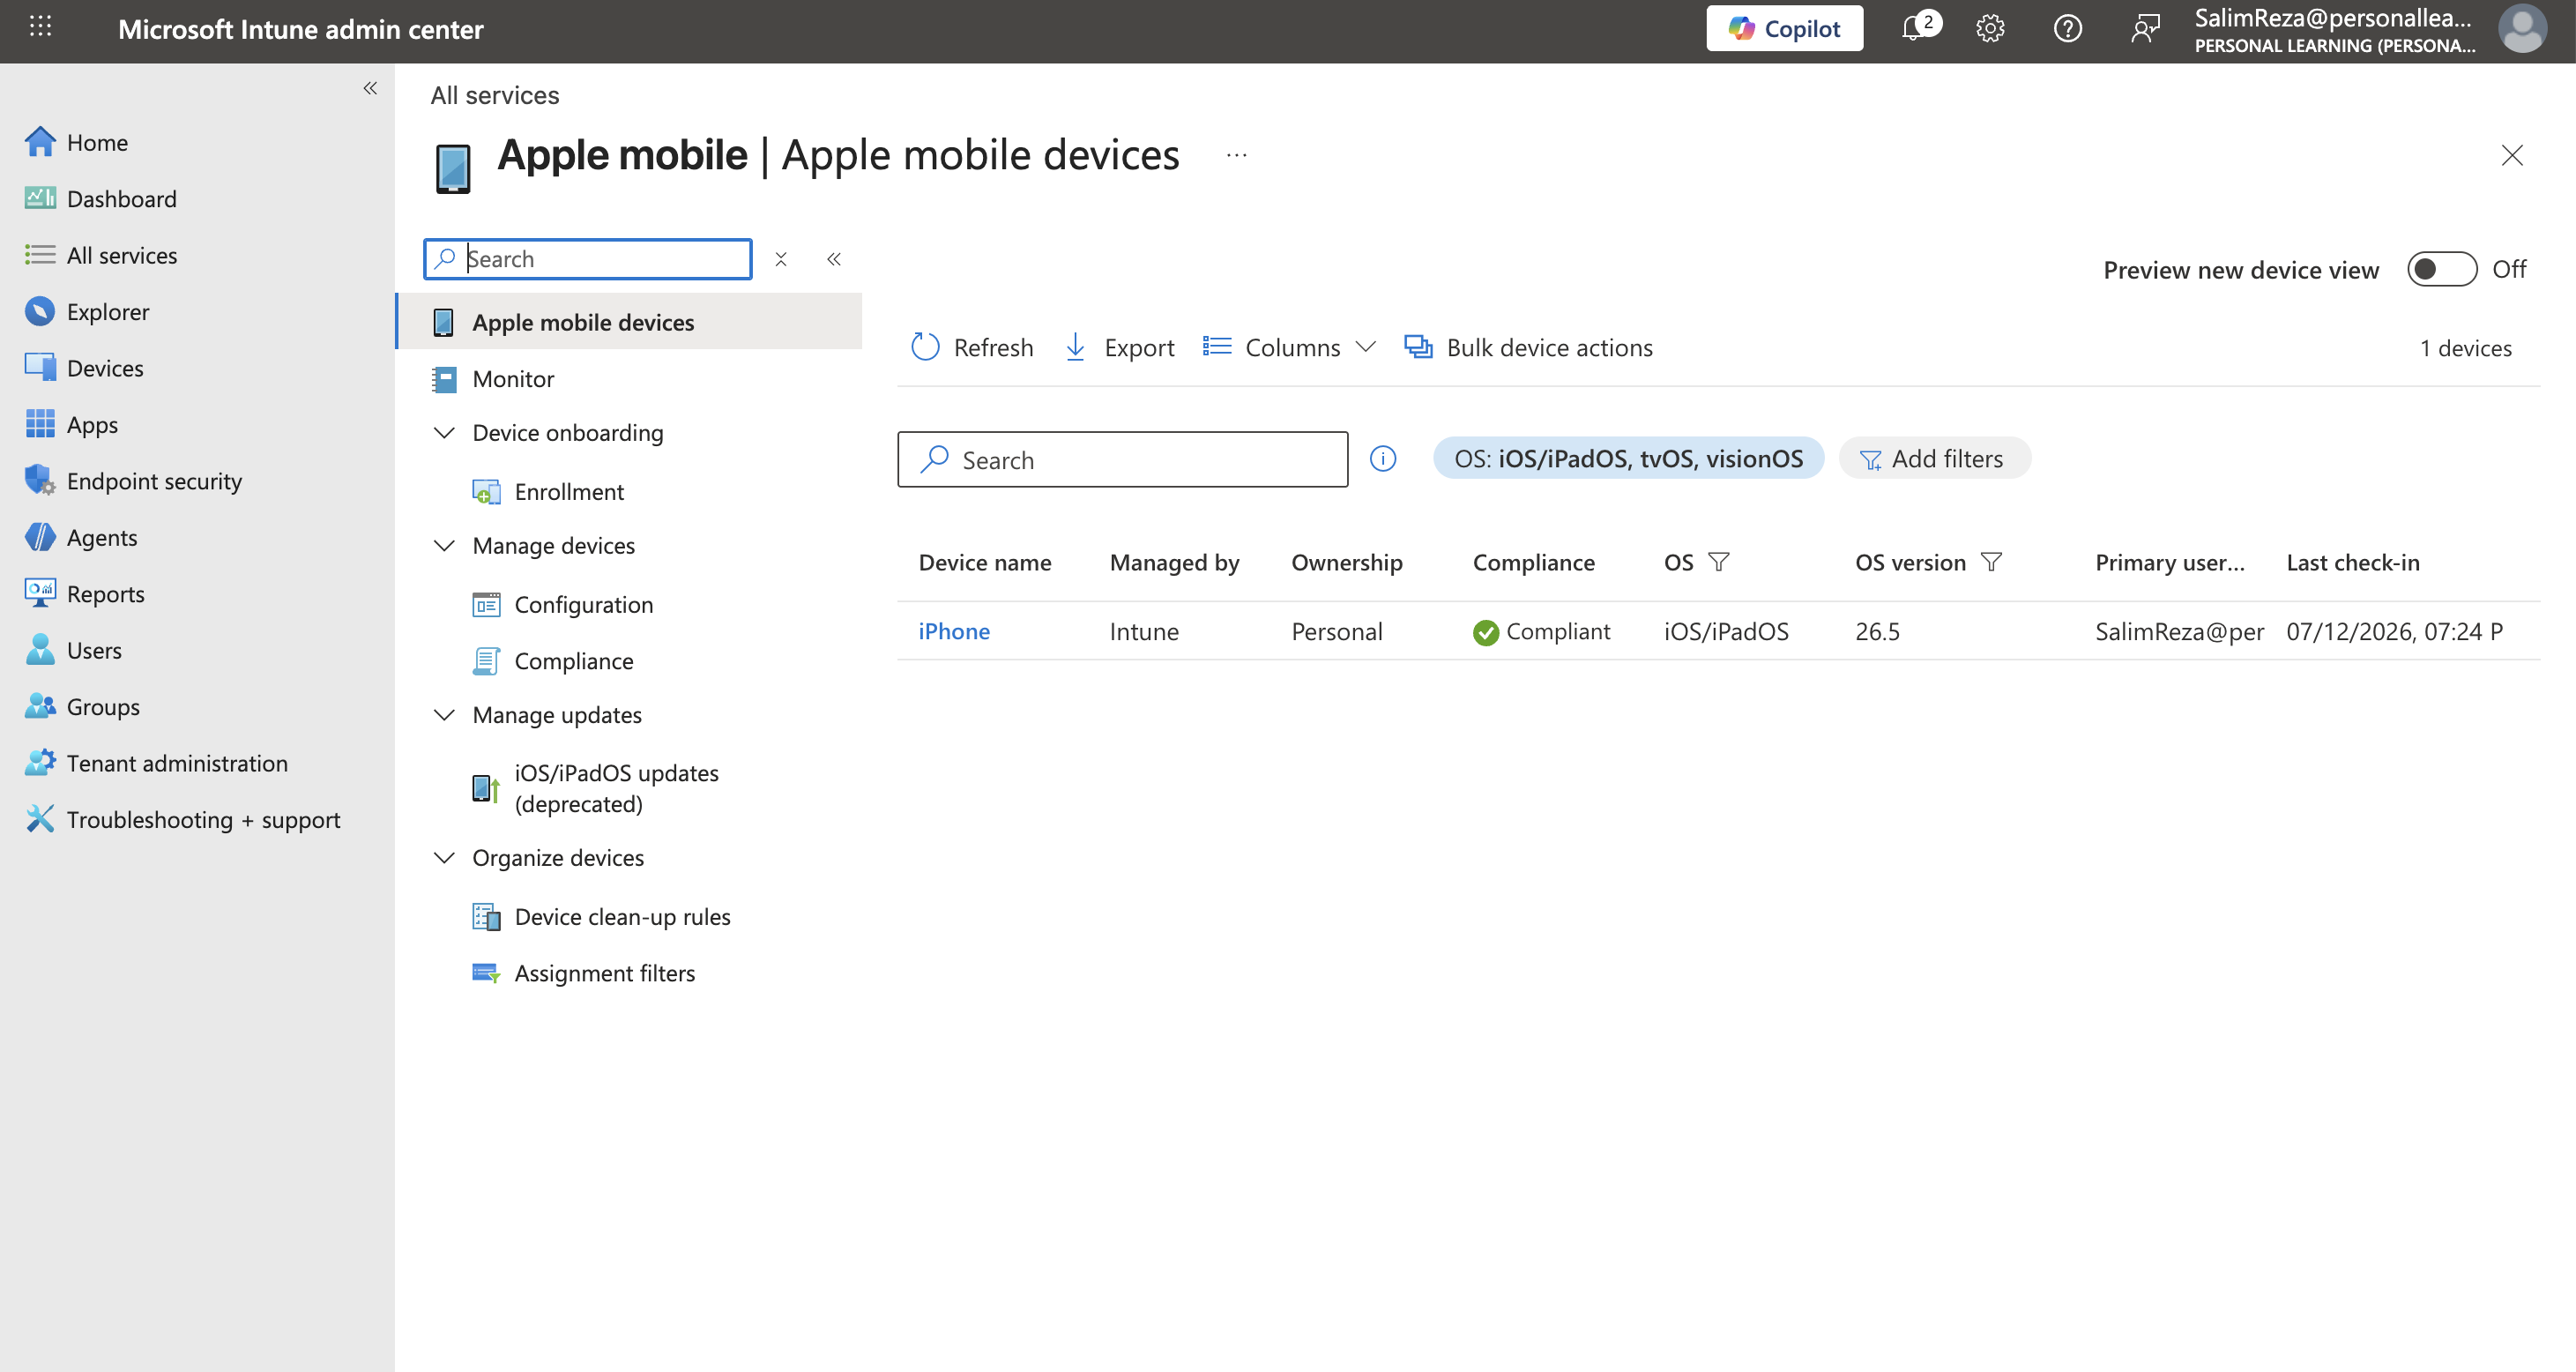 Microsoft Intune admin center
Copilot
2
SalimReza@personallea...
PERSONAL LEARNING (PERSONA...
Home
Dashboard
All services
Explorer
Devices
Apps
Endpoint security
Agents
Reports
Users
Groups
Tenant administration
Troubleshooting + support
All services
Apple mobile | Apple mobile devices ...
Search
Apple mobile devices
Monitor
Device onboarding
Enrollment
Manage devices
Configuration
Compliance
Manage updates
iOS/iPadOS updates
(deprecated)
Organize devices
Device clean-up rules
Assignment filters
Preview new device view Off
Refresh Export Columns Bulk device actions 1 devices
Search OS: iOS/iPadOS, tvOS, visionOS Add filters
Device name Managed by Ownership Compliance OS OS version Primary user... Last check-in
iPhone Intune Personal Compliant iOS/iPadOS 26.5 SalimReza@per 07/12/2026, 07:24 P